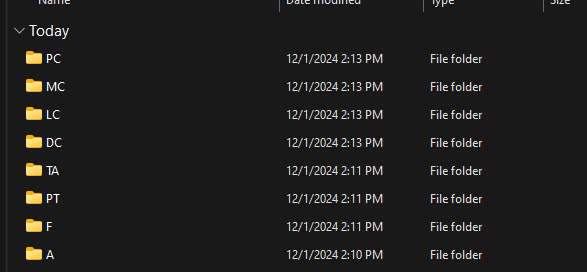 Name Date modified Type Size
Today
PC 12/1/2024 2:13 PM File folder
MC 12/1/2024 2:13 PM File folder
LC 12/1/2024 2:13 PM File folder
DC 12/1/2024 2:13 PM File folder
TA 12/1/2024 2:11 PM File folder
PT 12/1/2024 2:11 PM File folder
F 12/1/2024 2:11 PM File folder
A 12/1/2024 2:10 PM File folder